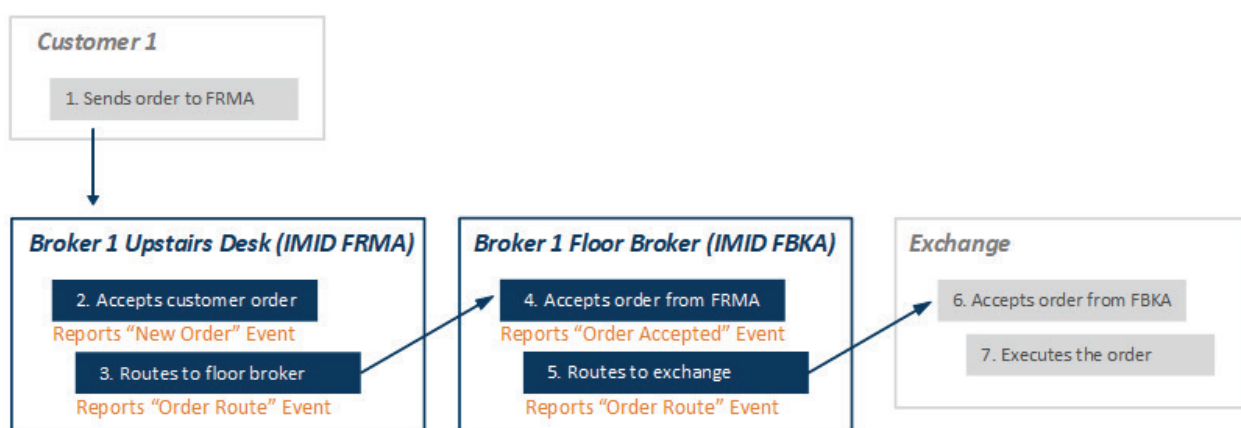 Customer 1
1. Sends order to FRMA
Broker 1 Upstairs Desk (IMID FRMA)
2. Accepts customer order
Reports “New Order” Event
3. Routes to floor broker
Reports “Order Route” Event
Broker 1 Floor Broker (IMID FBKA)
4. Accepts order from FRMA
Reports “Order Accepted” Event
5. Routes to exchange
Reports “Order Route” Event
Exchange
6. Accepts order from FBKA
7. Executes the order